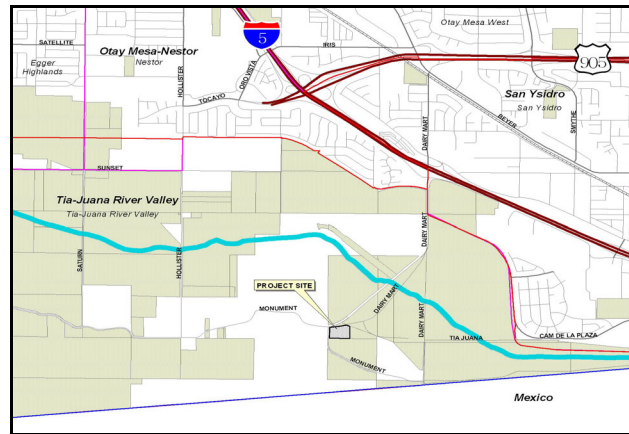 Otay Mesa West
5
IRIS
SATELLITE
Otay Mesa-Nestor
Nestor
Egger
Highlands
HOLLISTER
ORO VISTA
905
TOCAYO
San Ysidro
San Ysidro
BEYER
SMYTHE
DAIRY MART
SUNSET
Tia-Juana River Valley
Tia-Juana River Valley
SATURN
HOLLISTER
DAIRY MART
PROJECT SITE
MONUMENT
DAIRY MART
DAIRY MART
TIA JUANA
CAM DE LA PLAZA
MONUMENT
Mexico